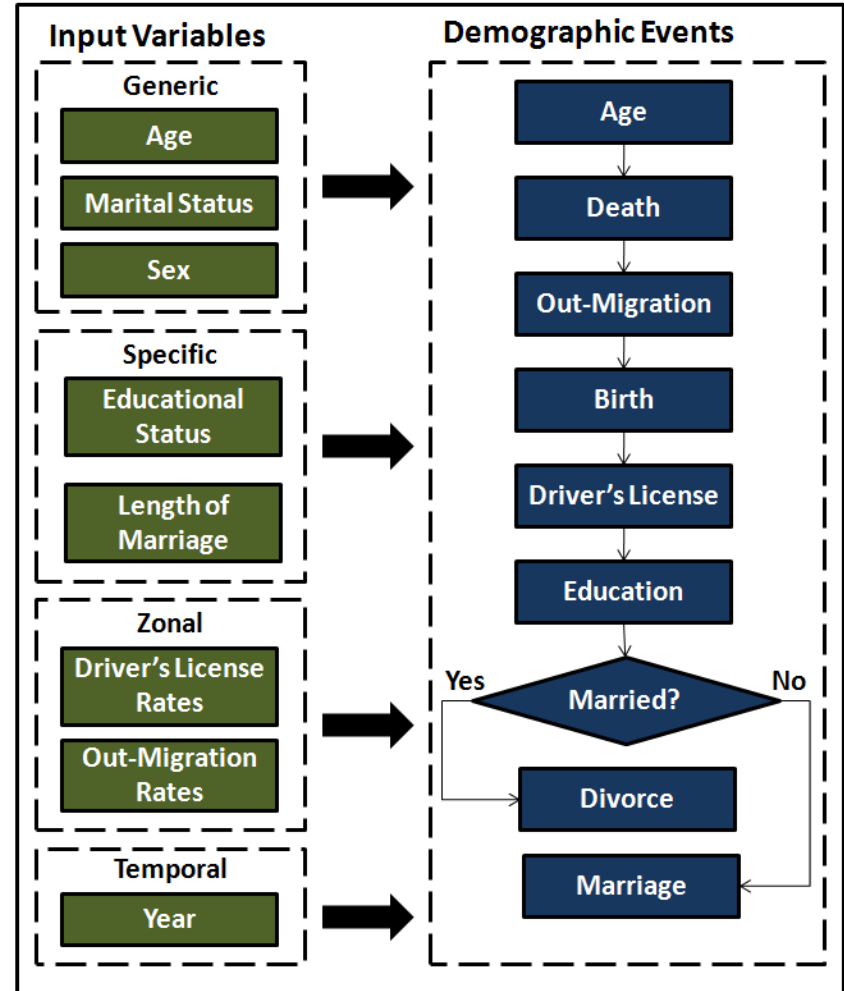 Input Variables
Generic
Age
Marital Status
Sex
Specific
Educational
Status
Length of
Marriage
Zonal
Driver's License
Rates
Out-Migration
Rates
Temporal
Year
Demographic Events
Age
Death
Out-Migration
Birth
Driver's License
Education
Yes
Married?
No
Divorce
Marriage